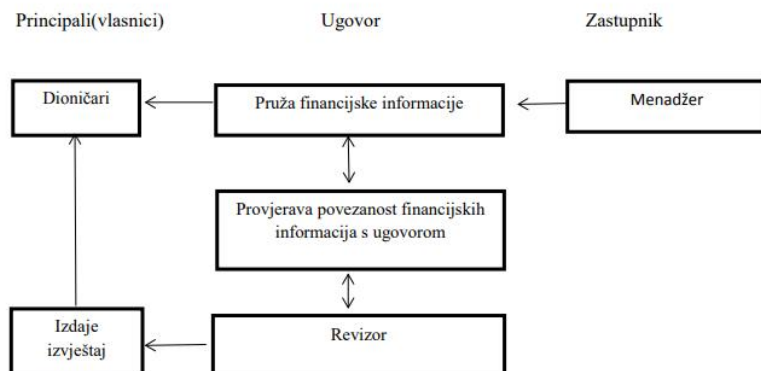 Principali(vlasnici) Ugovor Zastupnik
Dioničari Pruža financijske informacije Menadžer
Provjerava povezanost financijskih
informacija s ugovorom
Izdaje
izvještaj
Revizor